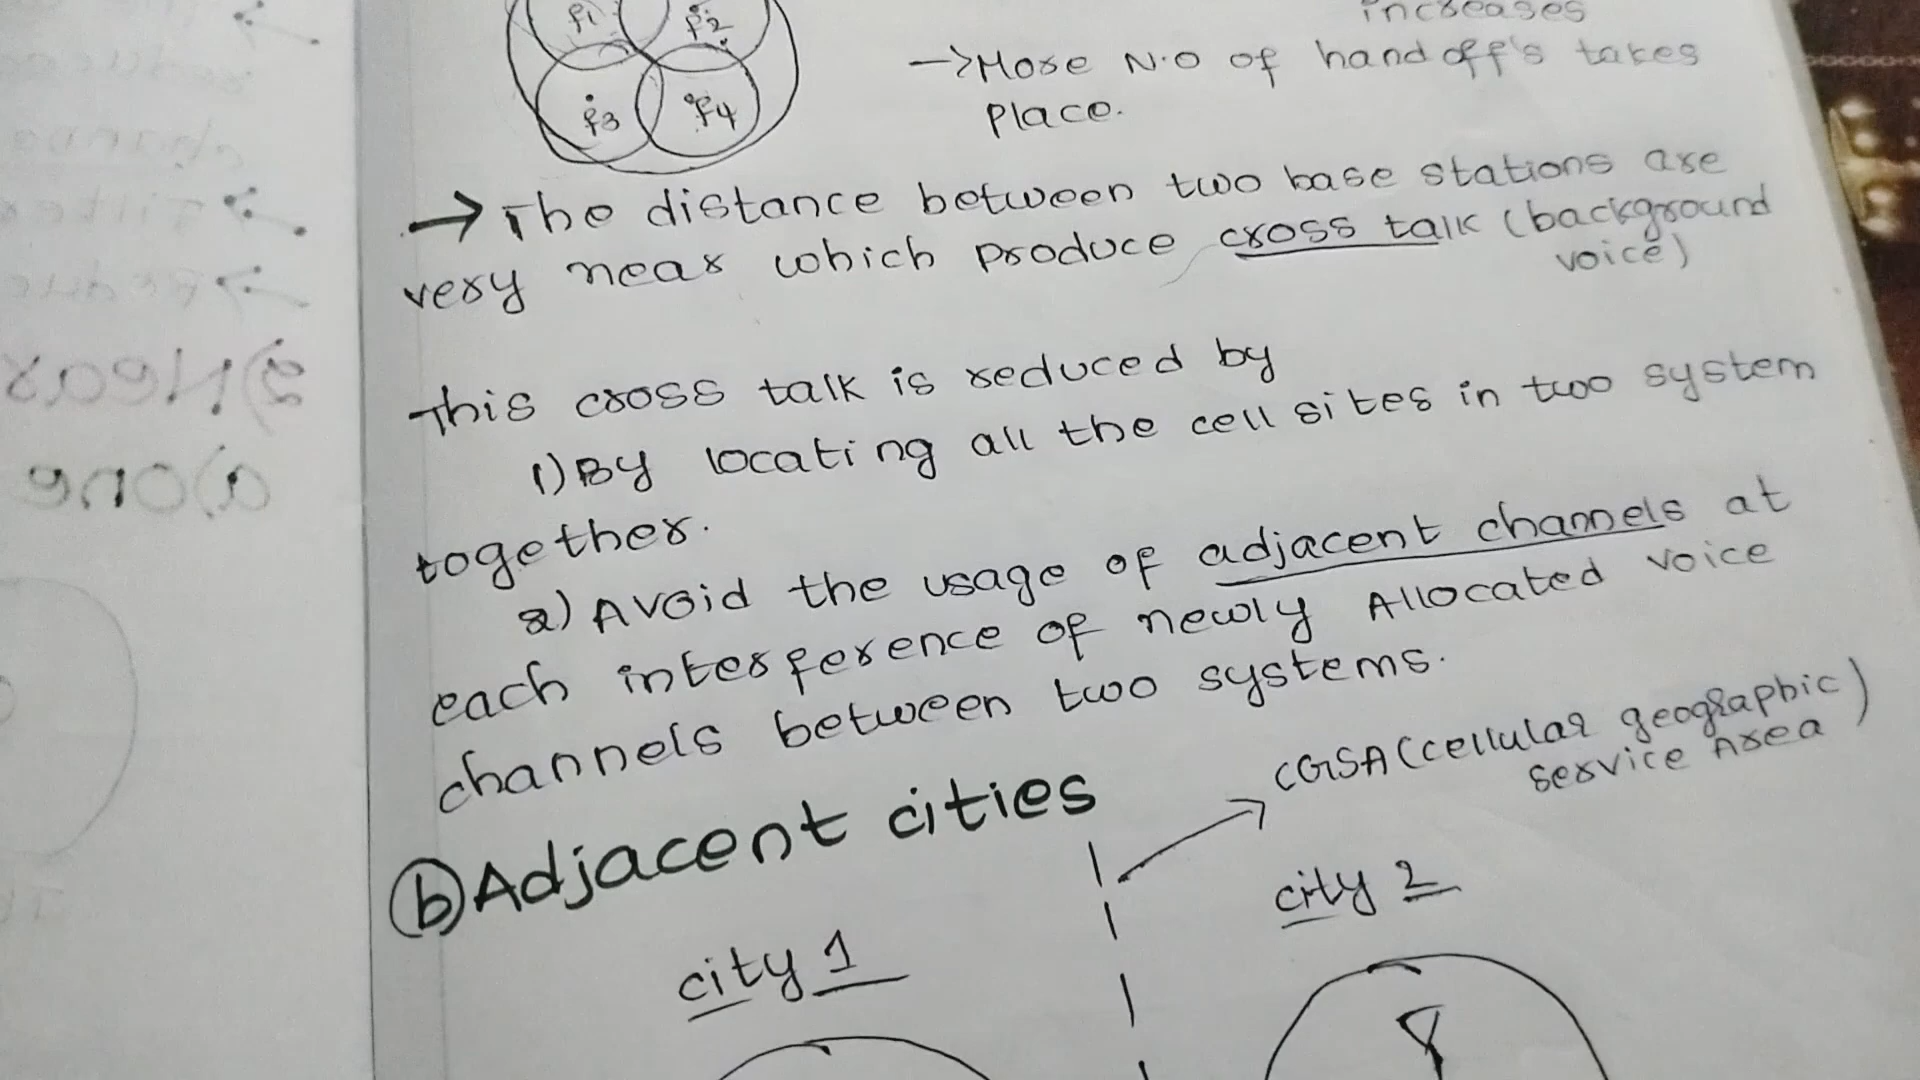 f1 f2
f3 f4
increases
→More N.O of handoff's takes
place.
→ The distance between two base stations are
very near which produce cross talk (background
voice)
This cross talk is reduced by
1) By locating all the cell sites in two system
together.
2) Avoid the usage of adjacent channels at
each interference of newly Allocated voice
channels between two systems.
CGSA (cellular geographic
service Area)
(b) Adjacent cities
city 1
city 2